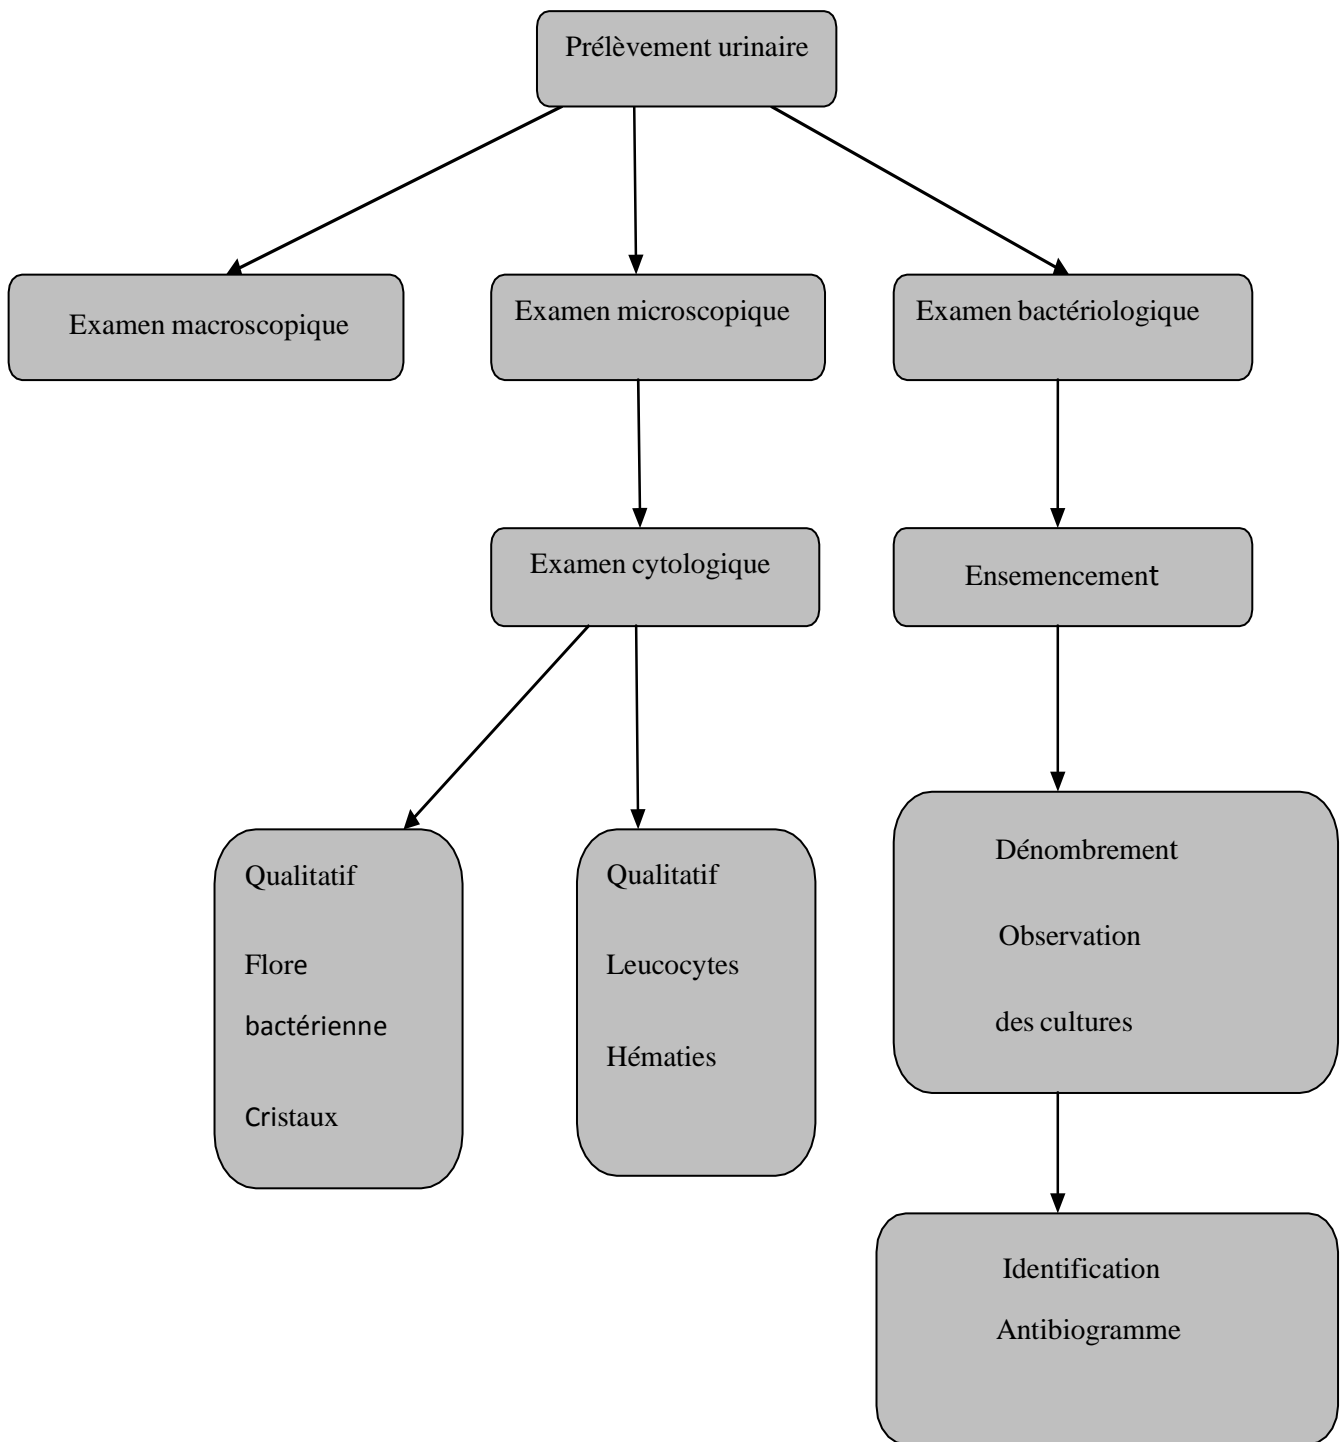 Prélèvement urinaire
Examen macroscopique
Examen microscopique
Examen bactériologique
Examen cytologique
Ensemencement
Qualitatif
Flore
bactérienne
Cristaux
Qualitatif
Leucocytes
Hématies
Dénombrement
Observation
des cultures
Identification
Antibiogramme